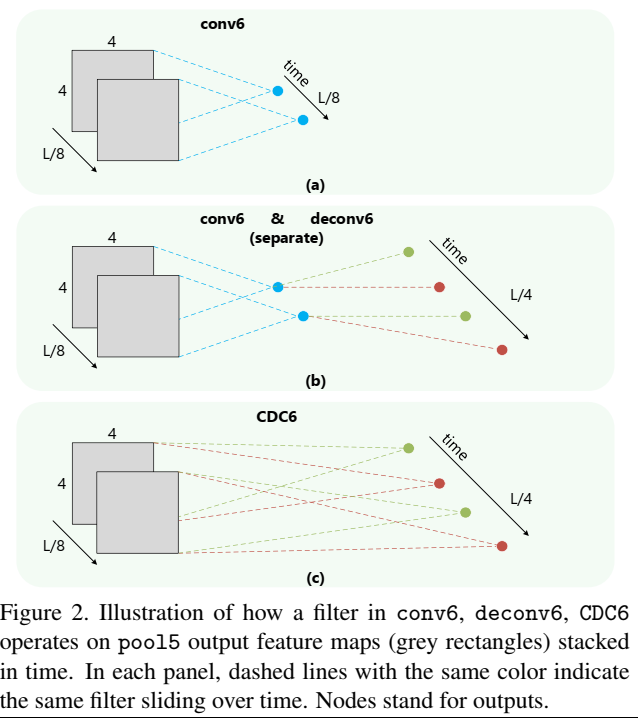 conv6
4
4
L/8
time
L/8
(a)
conv6 & deconv6
(separate)
4
4
L/8
time
L/4
(b)
CDC6
4
4
L/8
time
L/4
(c)
Figure 2. Illustration of how a filter in conv6, deconv6, CDC6
operates on pool5 output feature maps (grey rectangles) stacked
in time. In each panel, dashed lines with the same color indicate
the same filter sliding over time. Nodes stand for outputs.